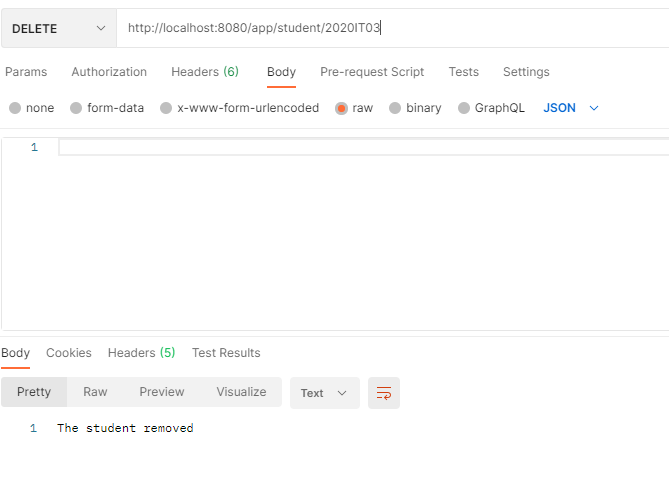 DELETE http://localhost:8080/app/student/2020IT03
Params Authorization Headers (6) Body Pre-request Script Tests Settings
none form-data x-www-form-urlencoded raw binary GraphQL JSON
1
Body Cookies Headers (5) Test Results
Pretty Raw Preview Visualize Text
1 The student removed